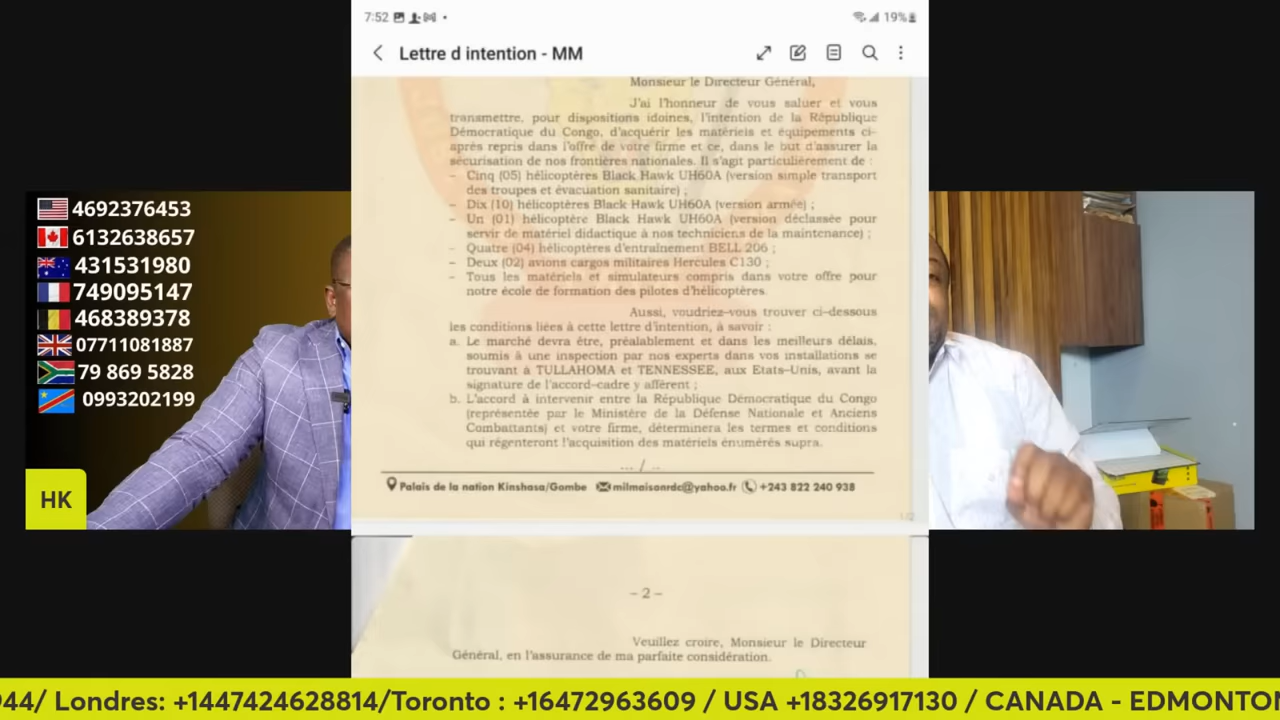 7:52
19%
Lettre d intention - MM
Monsieur le Directeur Général,
J'ai l'honneur de vous saluer et vous
transmettre, pour dispositions idoines, l'intention de la République
Démocratique du Congo, d'acquérir les matériels et équipements ci-
après repris dans l'offre de votre firme et ce, dans le but d'assurer la
sécurisation de nos frontières nationales. Il s'agit particulièrement de :
- Cinq (05) hélicoptères Black Hawk UH60A (version simple transport
des troupes et évacuation sanitaire) ;
- Dix (10) hélicoptères Black Hawk UH60A (version armée) ;
- Un (01) hélicoptère Black Hawk UH60A (version déclassée pour
servir de matériel didactique à nos techniciens de la maintenance) ;
- Quatre (04) hélicoptères d'entraînement BELL 206 ;
- Deux (02) avions cargos militaires Hercules C130 ;
- Tous les matériels et simulateurs compris dans votre offre pour
notre école de formation des pilotes d'hélicoptères.
Aussi, voudriez-vous trouver ci-dessous
les conditions liées à cette lettre d'intention, à savoir :
a. Le marché devra être, préalablement et dans les meilleurs délais,
soumis à une inspection par nos experts dans vos installations se
trouvant à TULLAHOMA et TENNESSEE, aux Etats-Unis, avant la
signature de l'accord-cadre y afférent ;
b. L'accord à intervenir entre la République Démocratique du Congo
(représentée par le Ministère de la Défense Nationale et Anciens
Combattants) et votre firme, déterminera les termes et conditions
qui régenteront l'acquisition des matériels énumérés supra.
... / ..
Palais de la nation Kinshasa/Gombe milmaisonrdc@yahoo.fr +243 822 240 938
1/2
- 2 -
Veuillez croire, Monsieur le Directeur
Général, en l'assurance de ma parfaite considération.
4692376453
6132638657
431531980
749095147
468389378
07711081887
79 869 5828
0993202199
HK
944/ Londres: +1447424628814/Toronto : +16472963609 / USA +18326917130 / CANADA - EDMONTON